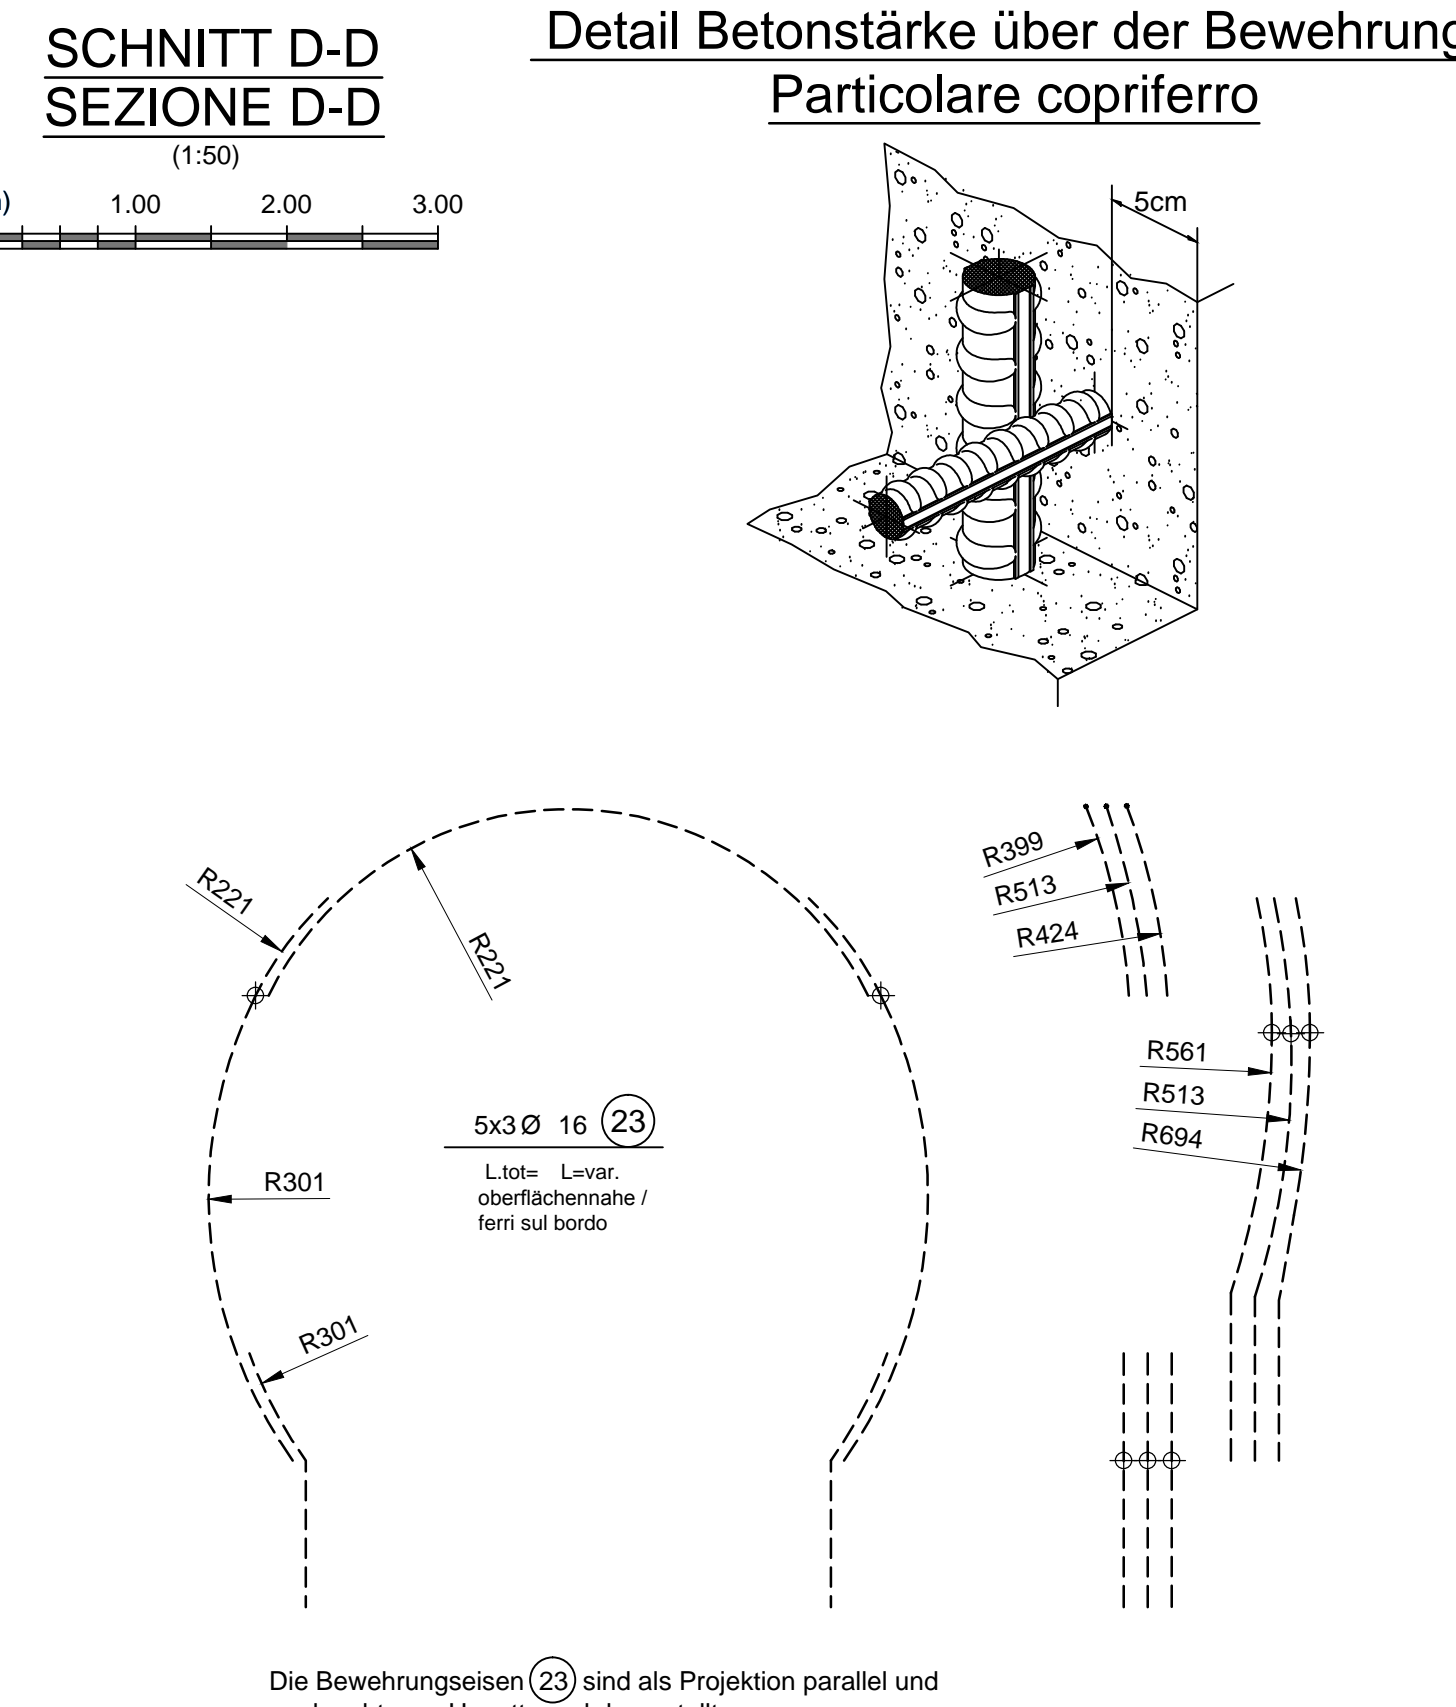 SCHNITT D-D
SEZIONE D-D
(1:50)
1.00 2.00 3.00
Detail Betonstärke über der Bewehrung
Particolare copriferro
5cm
R221
R221
R301
R301
5x3Ø 16 23
L.tot= L=var.
oberflächennahe /
ferri sul bordo
R399
R513
R424
R561
R513
R694
Die Bewehrungseisen 23 sind als Projektion parallel und